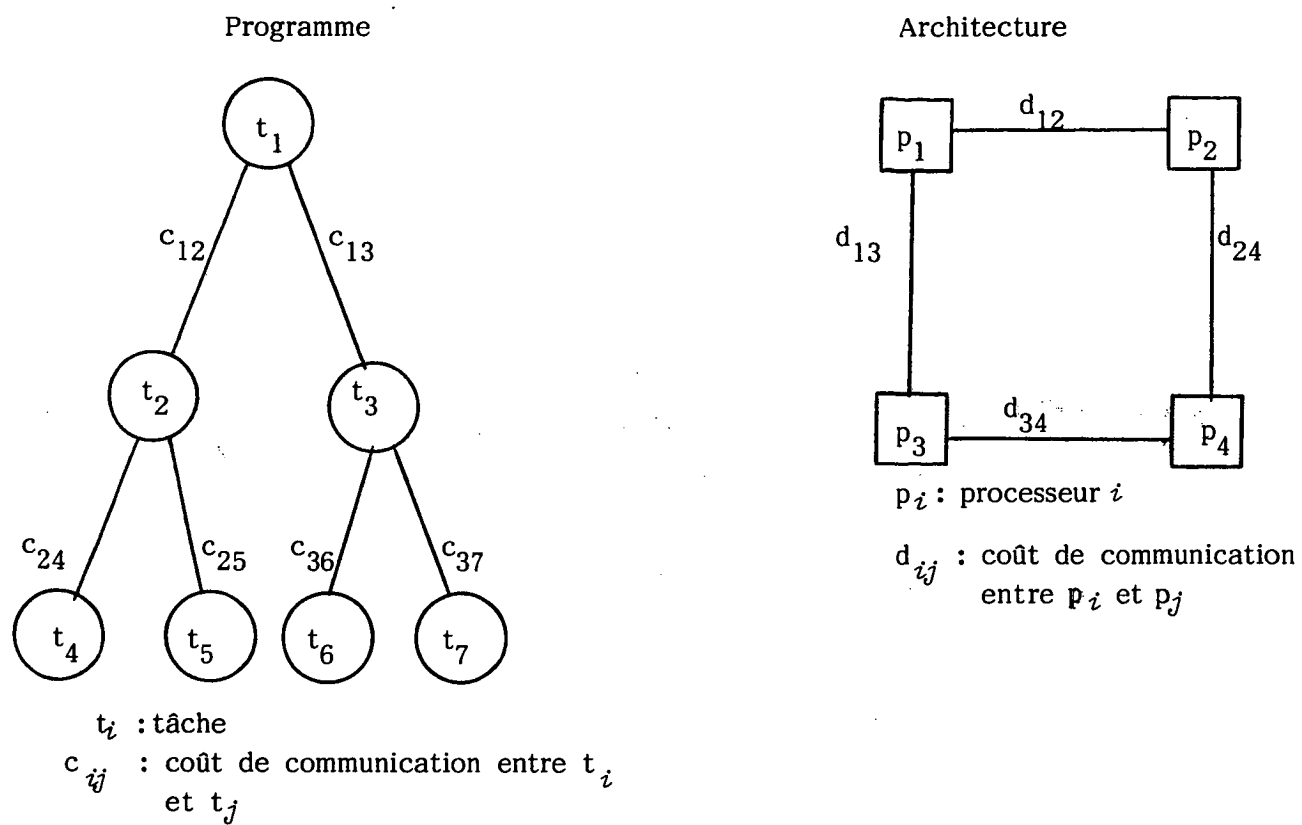 Programme
t1
c12
c13
t2
t3
c24
c25
c36
c37
t4
t5
t6
t7
ti : tâche
cij : coût de communication entre ti
et tj
Architecture
p1
d12
p2
d13
d24
p3
d34
p4
pi : processeur i
dij : coût de communication
entre pi et pj